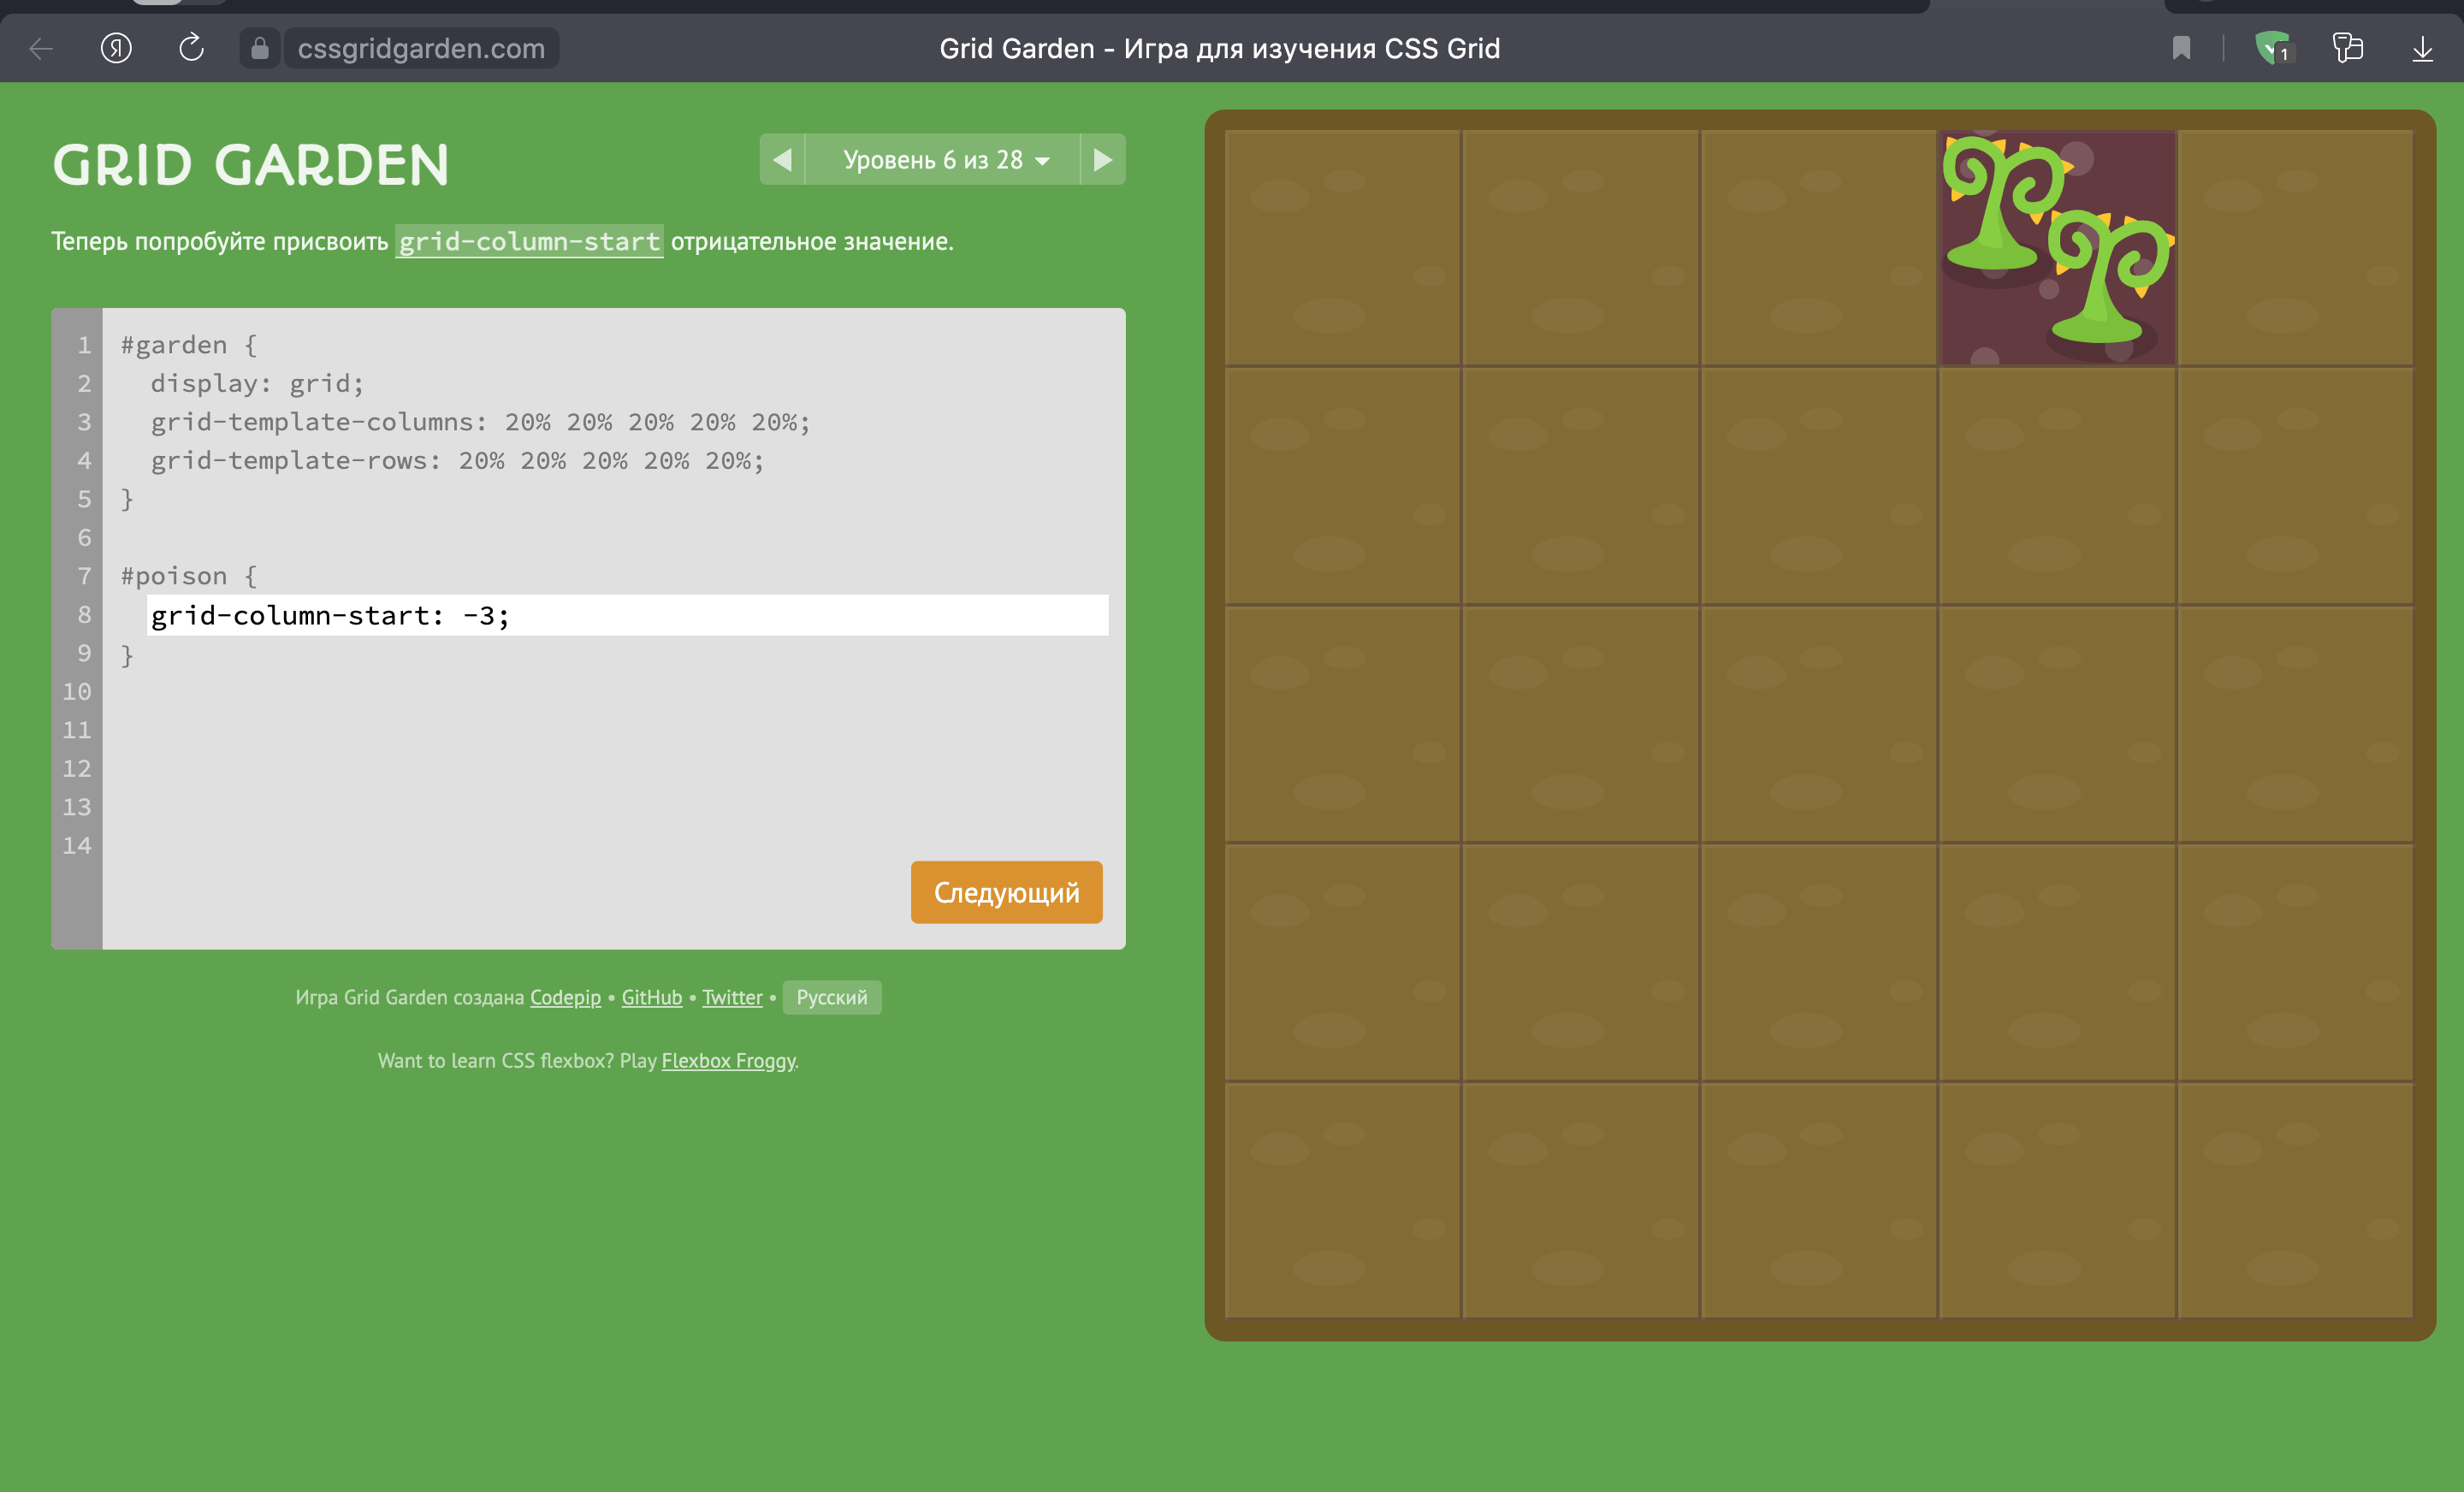 cssgridgarden.com
Grid Garden - Игра для изучения CSS Grid
1
GRID GARDEN
Уровень 6 из 28
Теперь попробуйте присвоить grid-column-start отрицательное значение.
1 #garden {
2 display: grid;
3 grid-template-columns: 20% 20% 20% 20% 20%;
4 grid-template-rows: 20% 20% 20% 20% 20%;
5 }
6
7 #poison {
8 grid-column-start: -3;
9 }
10
11
12
13
14
Следующий
Игра Grid Garden создана Codepip • GitHub • Twitter • Русский
Want to learn CSS flexbox? Play Flexbox Froggy.